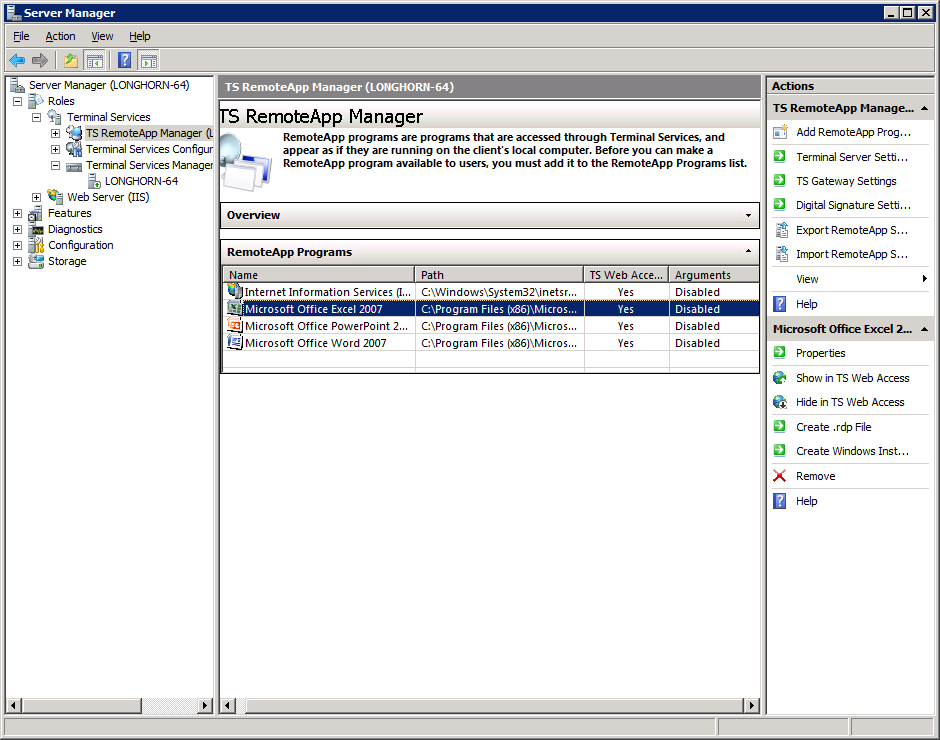 Server Manager
File Action View Help
Server Manager (LONGHORN-64)
Roles
Terminal Services
TS RemoteApp Manager (L
Terminal Services Configur
Terminal Services Manager
LONGHORN-64
Web Server (IIS)
Features
Diagnostics
Configuration
Storage
TS RemoteApp Manager (LONGHORN-64)
TS RemoteApp Manager
RemoteApp programs are programs that are accessed through Terminal Services, and
appear as if they are running on the client's local computer. Before you can make a
RemoteApp program available to users, you must add it to the RemoteApp Programs list.
Overview
RemoteApp Programs
Name Path TS Web Acce... Arguments
Internet Information Services (I... C:\Windows\System32\inetsr... Yes Disabled
Microsoft Office Excel 2007 C:\Program Files (x86)\Micros... Yes Disabled
Microsoft Office PowerPoint 2... C:\Program Files (x86)\Micros... Yes Disabled
Microsoft Office Word 2007 C:\Program Files (x86)\Micros... Yes Disabled
Actions
TS RemoteApp Manage...
Add RemoteApp Prog...
Terminal Server Setti...
TS Gateway Settings
Digital Signature Setti...
Export RemoteApp S...
Import RemoteApp S...
View
Help
Microsoft Office Excel 2...
Properties
Show in TS Web Access
Hide in TS Web Access
Create .rdp File
Create Windows Inst...
Remove
Help